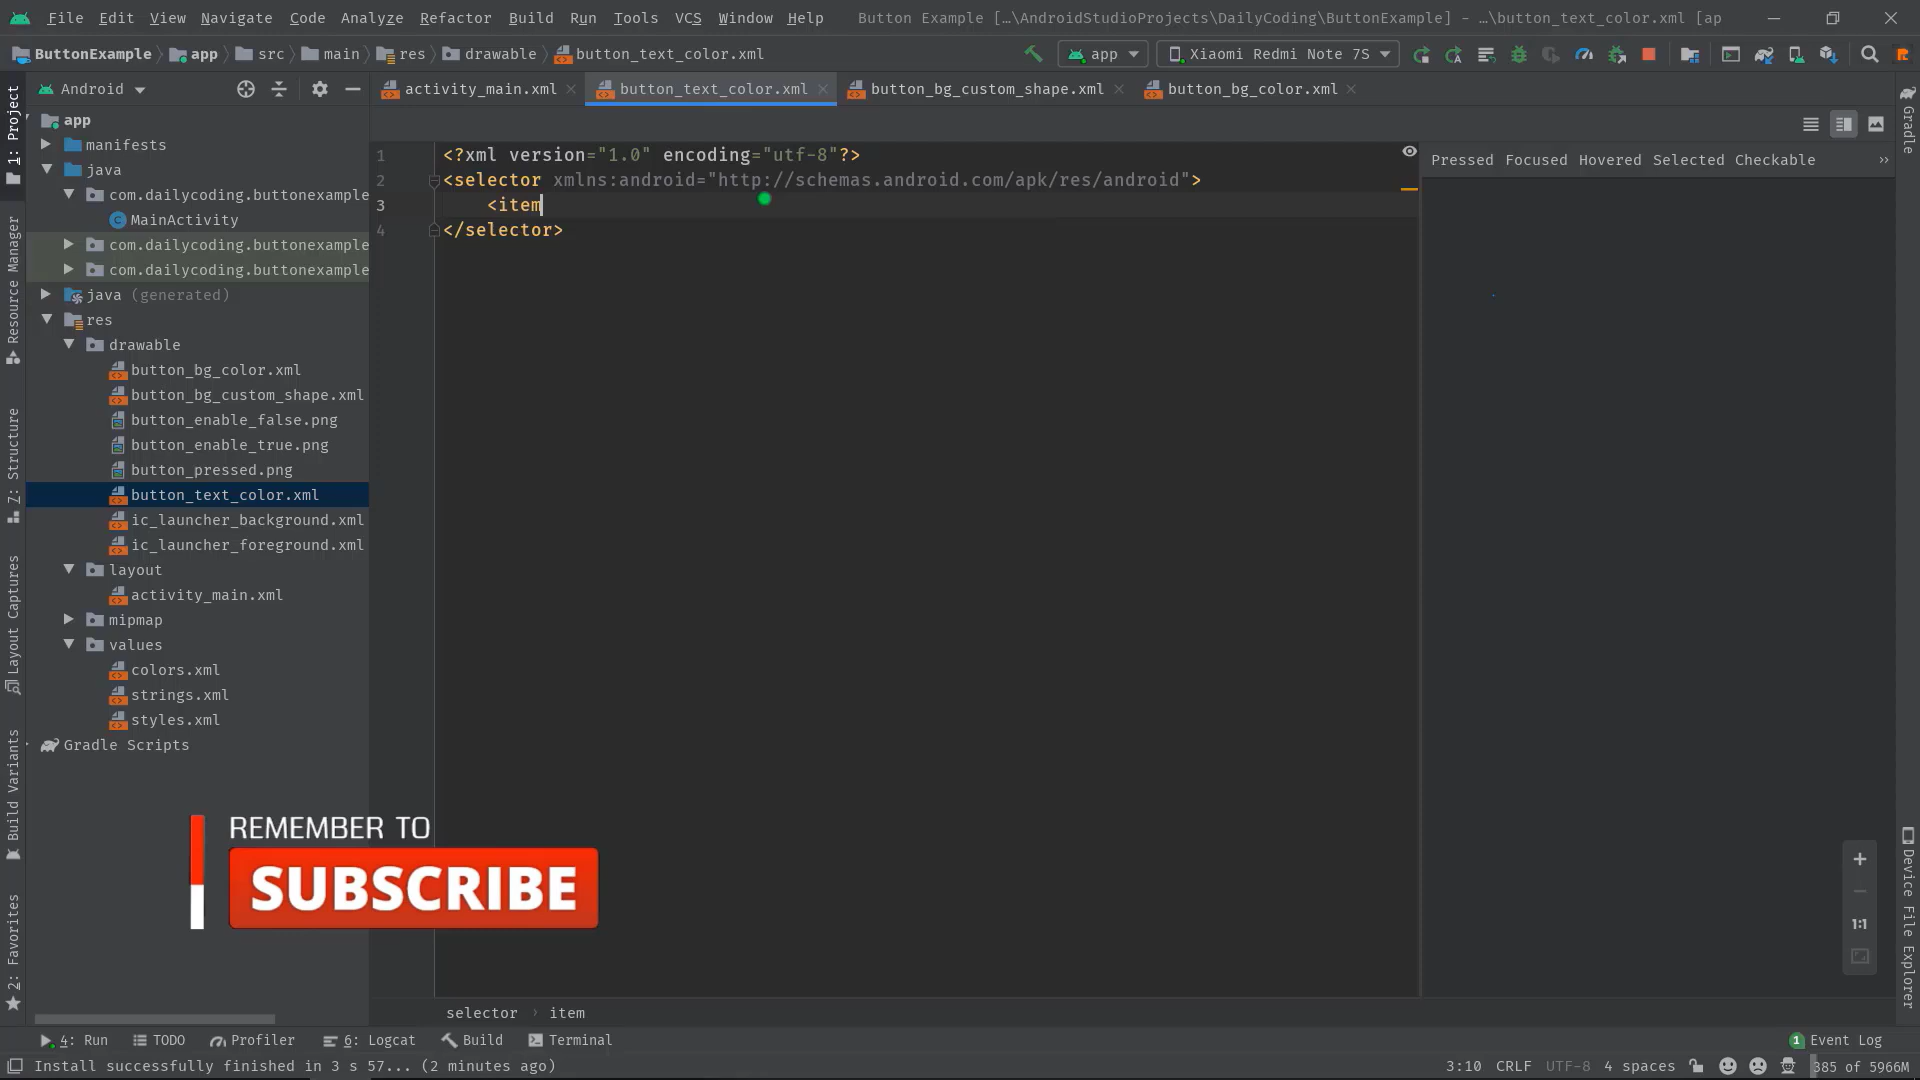 File Edit View Navigate Code Analyze Refactor Build Run Tools VCS Window Help Button Example [...\AndroidStudioProjects\DailyCoding\ButtonExample] - ...\button_text_color.xml [ap
ButtonExample app src main res drawable button_text_color.xml app Xiaomi Redmi Note 7S
Android activity_main.xml button_text_color.xml button_bg_custom_shape.xml button_bg_color.xml
1: Project
Resource Manager
7: Structure
Layout Captures
Build Variants
2: Favorites
app
manifests
java
com.dailycoding.buttonexample
MainActivity
com.dailycoding.buttonexample
com.dailycoding.buttonexample
java (generated)
res
drawable
button_bg_color.xml
button_bg_custom_shape.xml
button_enable_false.png
button_enable_true.png
button_pressed.png
button_text_color.xml
ic_launcher_background.xml
ic_launcher_foreground.xml
layout
activity_main.xml
mipmap
values
colors.xml
strings.xml
styles.xml
Gradle Scripts
1 <?xml version="1.0" encoding="utf-8"?>
2 <selector xmlns:android="http://schemas.android.com/apk/res/android">
3 <item
4 </selector>
Pressed Focused Hovered Selected Checkable »
Gradle
Device File Explorer
1:1
REMEMBER TO
SUBSCRIBE
selector › item
4: Run TODO Profiler 6: Logcat Build Terminal 1 Event Log
Install successfully finished in 3 s 57... (2 minutes ago) 3:10 CRLF UTF-8 4 spaces 385 of 5966M